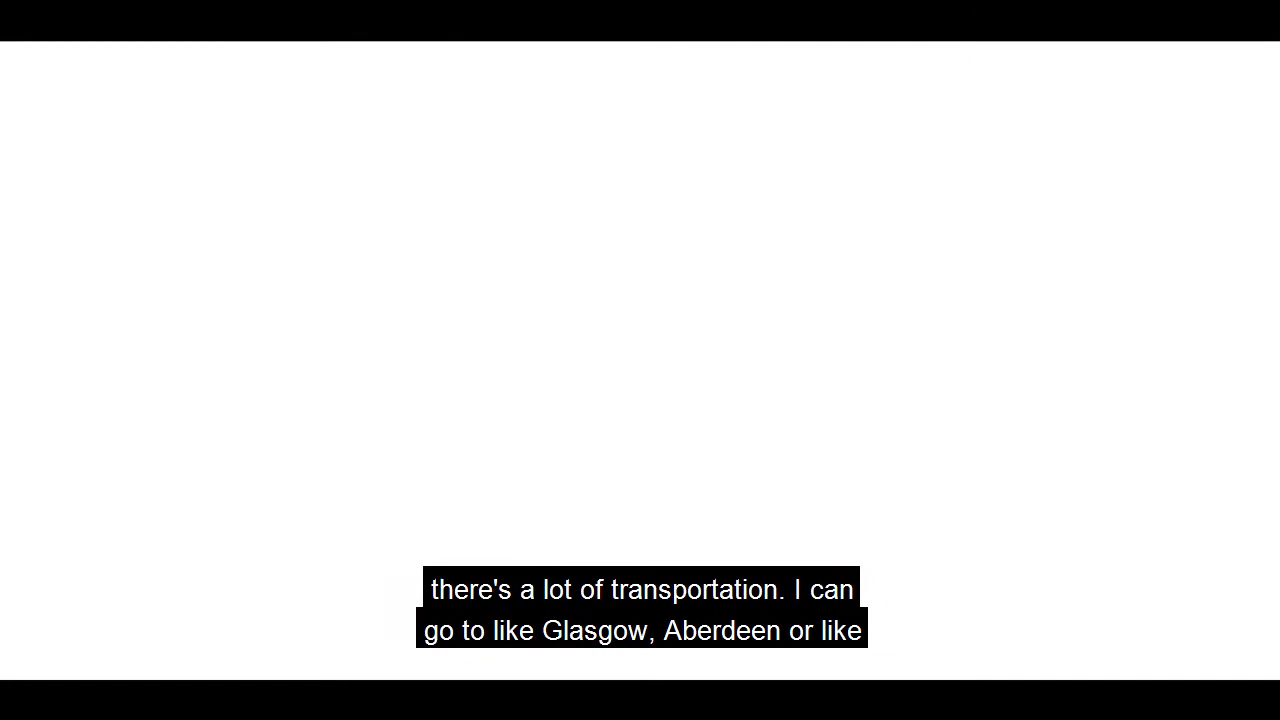 there's a lot of transportation. I can
go to like Glasgow, Aberdeen or like